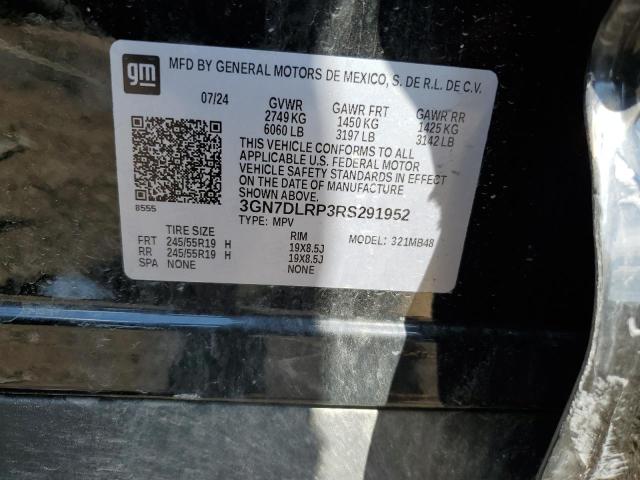 gm MFD BY GENERAL MOTORS DE MEXICO, S. DE R.L. DE C.V.
07/24 GVWR GAWR FRT GAWR RR
2749 KG 1450 KG 1425 KG
6060 LB 3197 LB 3142 LB
THIS VEHICLE CONFORMS TO ALL
APPLICABLE U.S. FEDERAL MOTOR
VEHICLE SAFETY STANDARDS IN EFFECT
ON THE DATE OF MANUFACTURE
SHOWN ABOVE.
8555 3GN7DLRP3RS291952
TYPE: MPV
TIRE SIZE RIM MODEL: 321MB48
FRT 245/55R19 H 19X8.5J
RR 245/55R19 H 19X8.5J
SPA NONE NONE